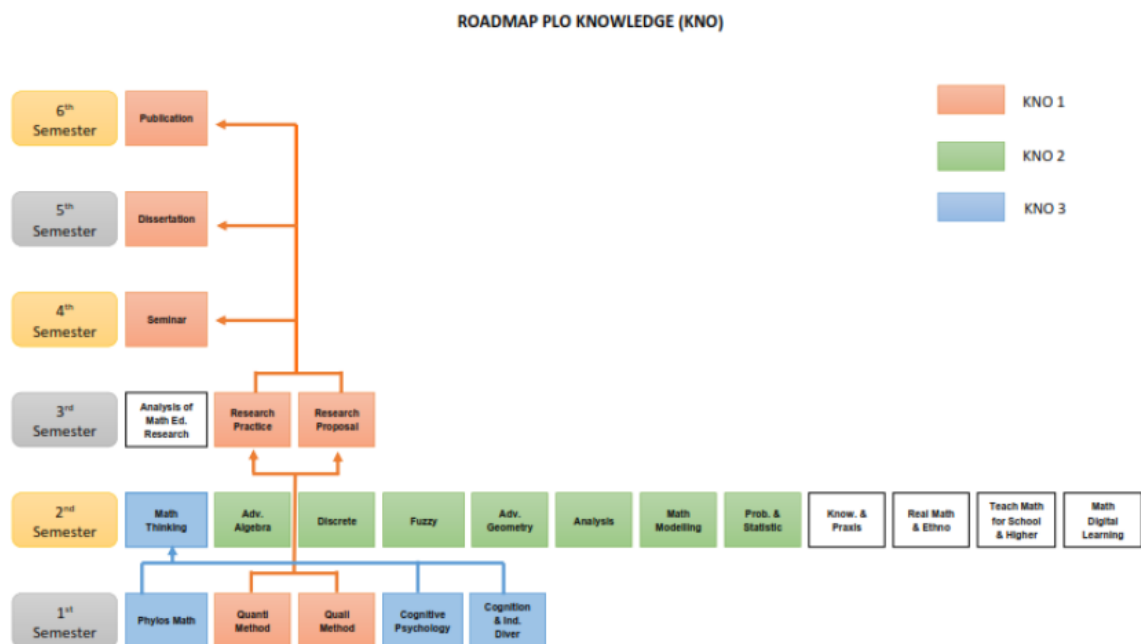 ROADMAP PLO KNOWLEDGE (KNO)
6th
Semester
Publication
KNO 1
KNO 2
KNO 3
5th
Semester
Dissertation
4th
Semester
Seminar
3rd
Semester
Analysis of
Math Ed.
Research
Research
Practice
Research
Proposal
2nd
Semester
Math
Thinking
Adv.
Algebra
Discrete
Fuzzy
Adv.
Geometry
Analysis
Math
Modelling
Prob. &
Statistic
Know. &
Praxis
Real Math
& Ethno
Teach Math
for School
& Higher
Math
Digital
Learning
1st
Semester
Phylos Math
Quanti
Method
Quali
Method
Cognitive
Psychology
Cognition
& Ind.
Diver